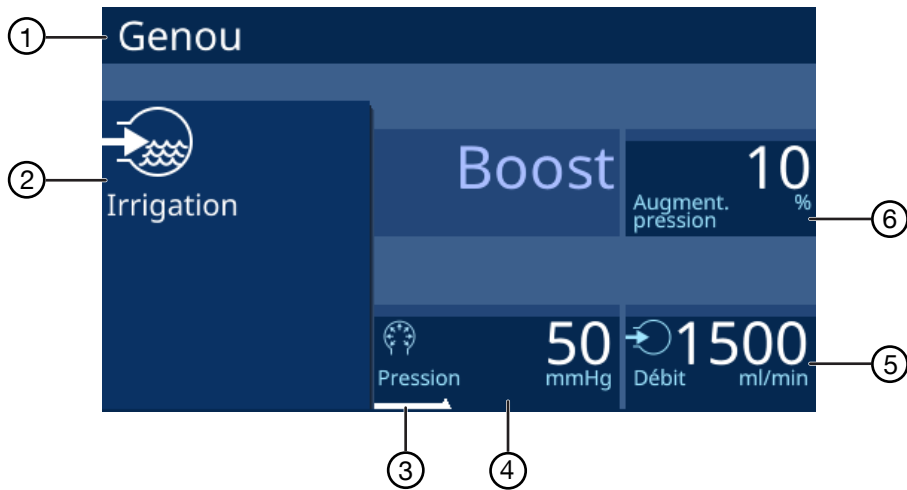 1
Genou
2
Irrigation
Boost
10
Augment.
pression
%
6
50
Pression
mmHg
1500
Débit
ml/min
5
3
4